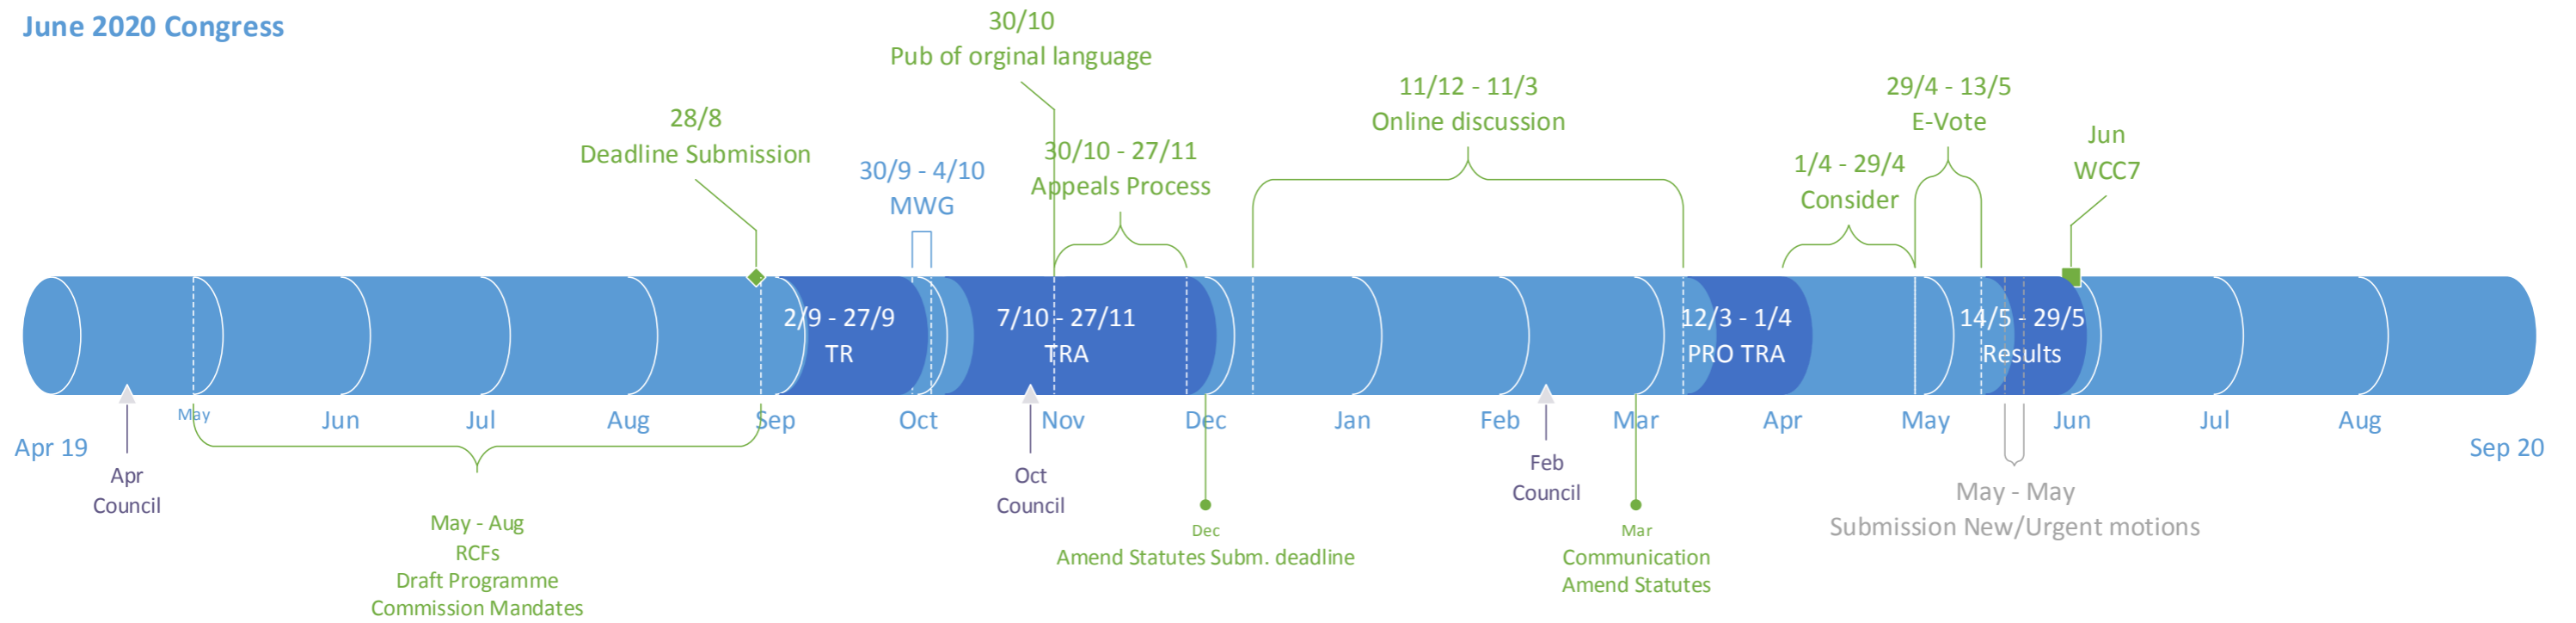 June 2020 Congress
30/10
Pub of orginal language
28/8
Deadline Submission
30/9 - 4/10
MWG
30/10 - 27/11
Appeals Process
11/12 - 11/3
Online discussion
1/4 - 29/4
Consider
29/4 - 13/5
E-Vote
Jun
WCC7
2/9 - 27/9
TR
7/10 - 27/11
TRA
12/3 - 1/4
PRO TRA
14/5 - 29/5
Results
Apr 19
May
Jun
Jul
Aug
Sep
Oct
Nov
Dec
Jan
Feb
Mar
Apr
May
Jun
Jul
Aug
Sep 20
Apr
Council
May - Aug
RCFs
Draft Programme
Commission Mandates
Oct
Council
Dec
Amend Statutes Subm. deadline
Feb
Council
Mar
Communication
Amend Statutes
May - May
Submission New/Urgent motions